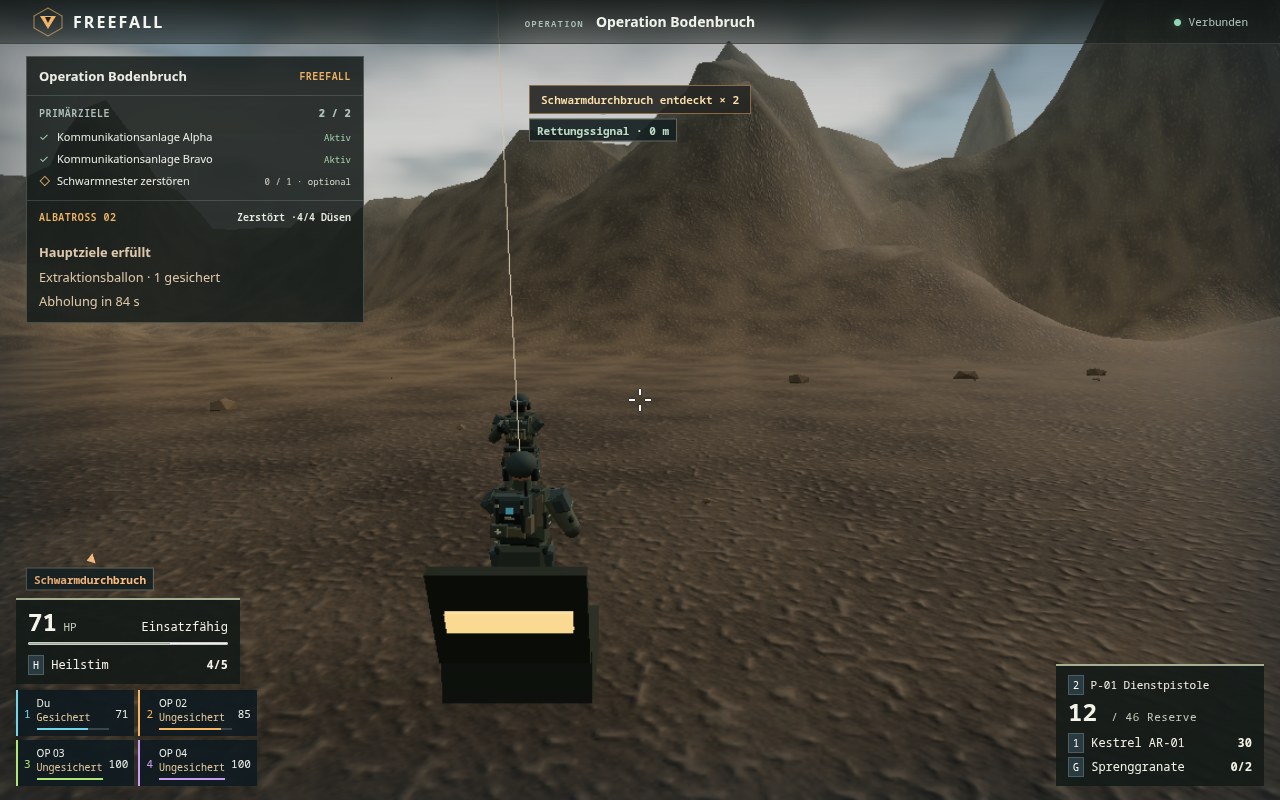 FREEFALL
OPERATION Operation Bodenbruch
Verbunden
Operation Bodenbruch FREEFALL
PRIMÄRZIELE 2 / 2
Kommunikationsanlage Alpha Aktiv
Kommunikationsanlage Bravo Aktiv
Schwarmnester zerstören 0 / 1 · optional
ALBATROSS 02 Zerstört ·4/4 Düsen
Hauptziele erfüllt
Extraktionsballon · 1 gesichert
Abholung in 84 s
Schwarmdurchbruch entdeckt × 2
Rettungssignal · 0 m
Schwarmdurchbruch
71 HP Einsatzfähig
H Heilstim 4/5
1 Du Gesichert 71
2 OP 02 Ungesichert 85
3 OP 03 Ungesichert 100
4 OP 04 Ungesichert 100
2 P-01 Dienstpistole
12 / 46 Reserve
1 Kestrel AR-01 30
G Sprenggranate 0/2